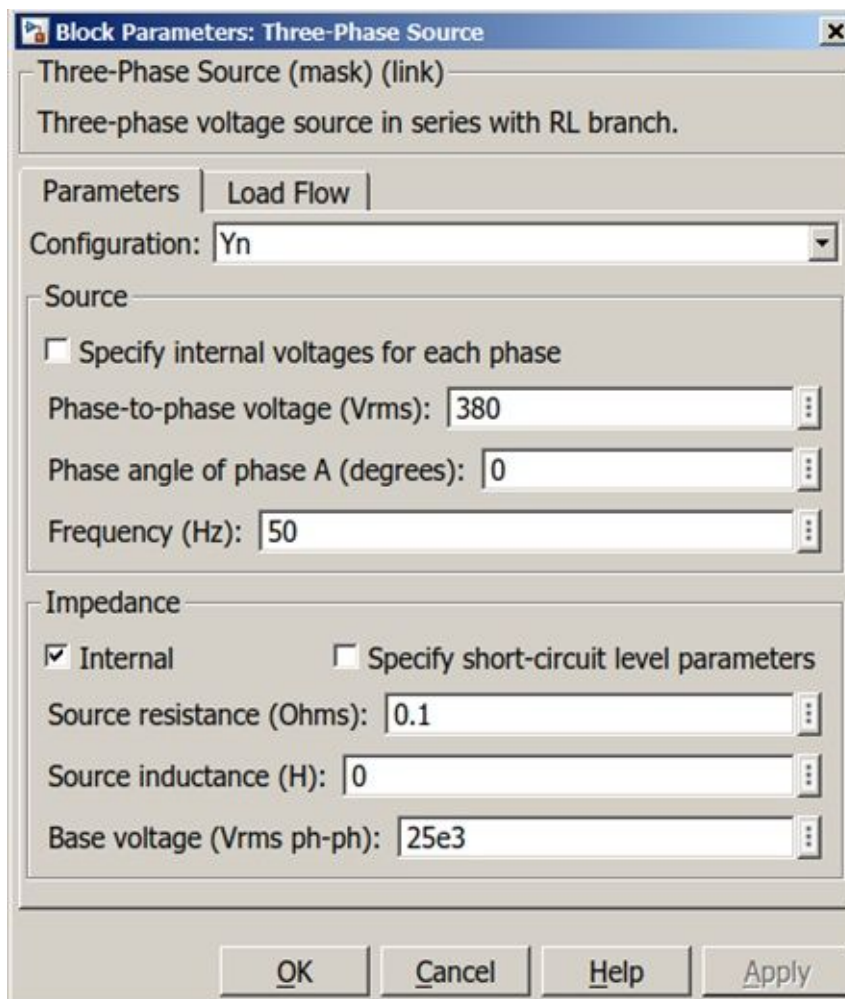 Block Parameters: Three-Phase Source
Three-Phase Source (mask) (link)
Three-phase voltage source in series with RL branch.
Parameters Load Flow
Configuration: Yn
Source
Specify internal voltages for each phase
Phase-to-phase voltage (Vrms): 380
Phase angle of phase A (degrees): 0
Frequency (Hz): 50
Impedance
Internal Specify short-circuit level parameters
Source resistance (Ohms): 0.1
Source inductance (H): 0
Base voltage (Vrms ph-ph): 25e3
OK Cancel Help Apply